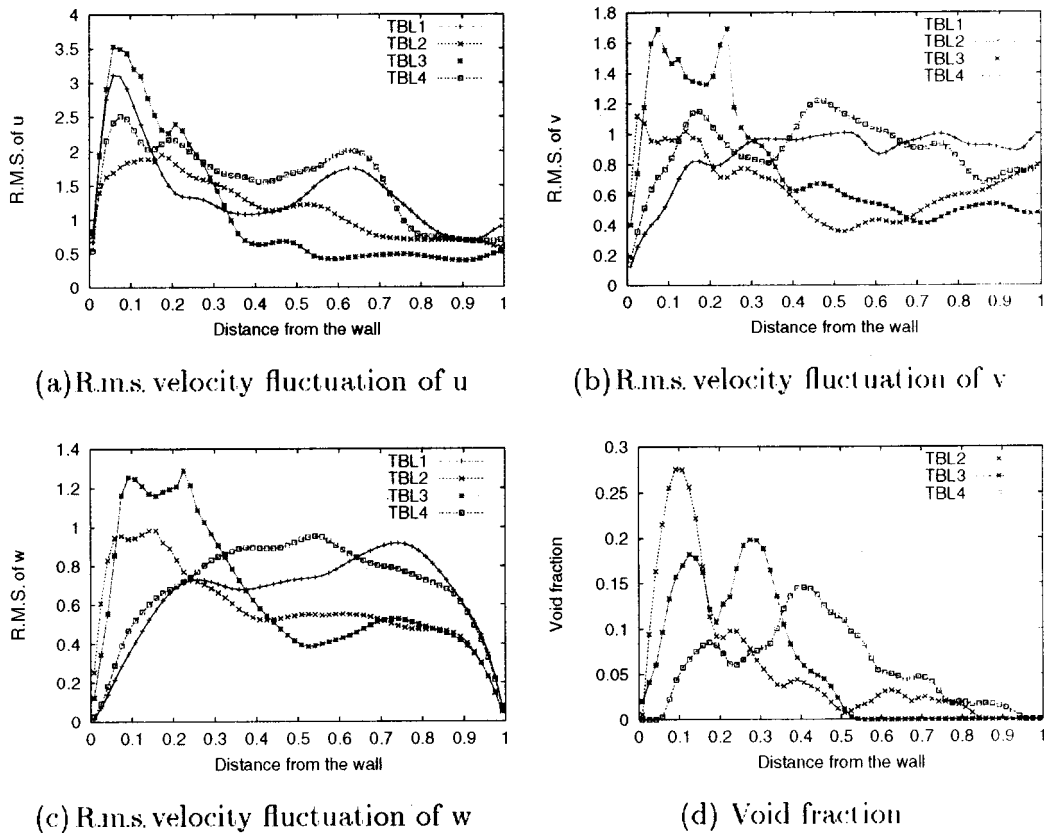 4
3.5
3
2.5
2
1.5
1
0.5
0
R.M.S. of u
TBL1
TBL2
TBL3
TBL4
0 0.1 0.2 0.3 0.4 0.5 0.6 0.7 0.8 0.9 1
Distance from the wall
(a)R.m.s. velocity fluctuation of u
1.8
1.6
1.4
1.2
1
0.8
0.6
0.4
0.2
0
R.M.S. of v
TBL1
TBL2
TBL3
TBL4
0 0.1 0.2 0.3 0.4 0.5 0.6 0.7 0.8 0.9 1
Distance from the wall
(b)R.m.s. velocity fluctuation of v
1.4
1.2
1
0.8
0.6
0.4
0.2
0
R.M.S. of w
TBL1
TBL2
TBL3
TBL4
0 0.1 0.2 0.3 0.4 0.5 0.6 0.7 0.8 0.9 1
Distance from the wall
(c)R.m.s. velocity fluctuation of w
0.3
0.25
0.2
0.15
0.1
0.05
0
Void fraction
TBL2
TBL3
TBL4
0 0.1 0.2 0.3 0.4 0.5 0.6 0.7 0.8 0.9 1
Distance from the wall
(d) Void fraction